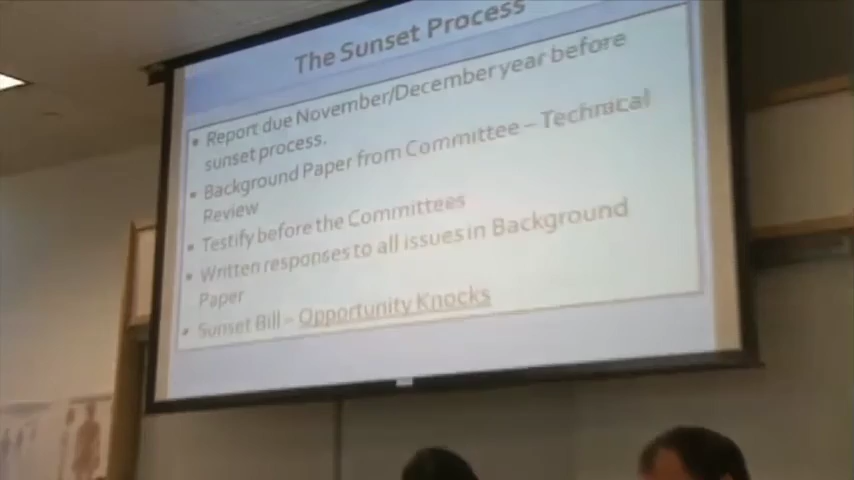 The Sunset Process
• Report due November/December year before
sunset process.
• Background Paper from Committee – Technical
Review
• Testify before the Committees
• Written responses to all issues in Background
Paper
• Sunset Bill – Opportunity Knocks